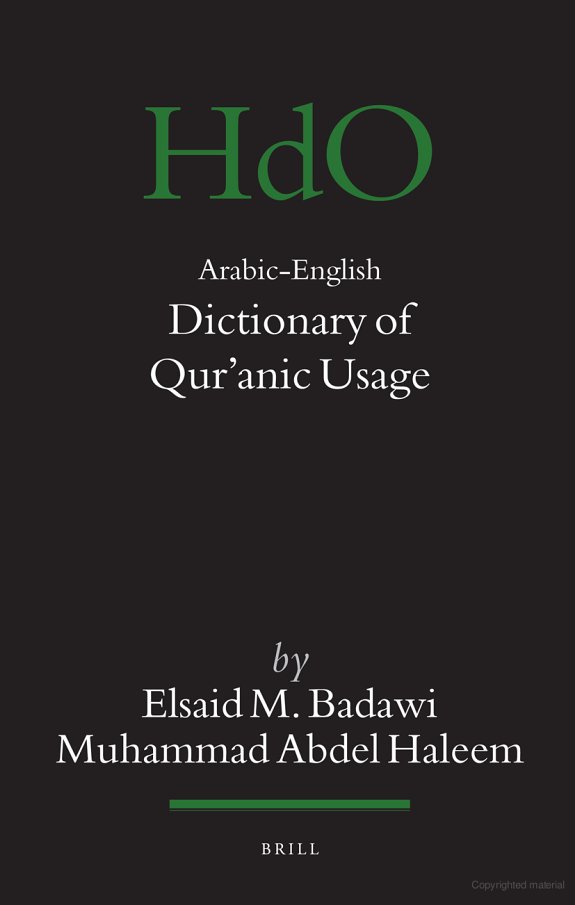 HdO
Arabic-English
Dictionary of
Qur’anic Usage
by
Elsaid M. Badawi
Muhammad Abdel Haleem
BRILL
Copyrighted material